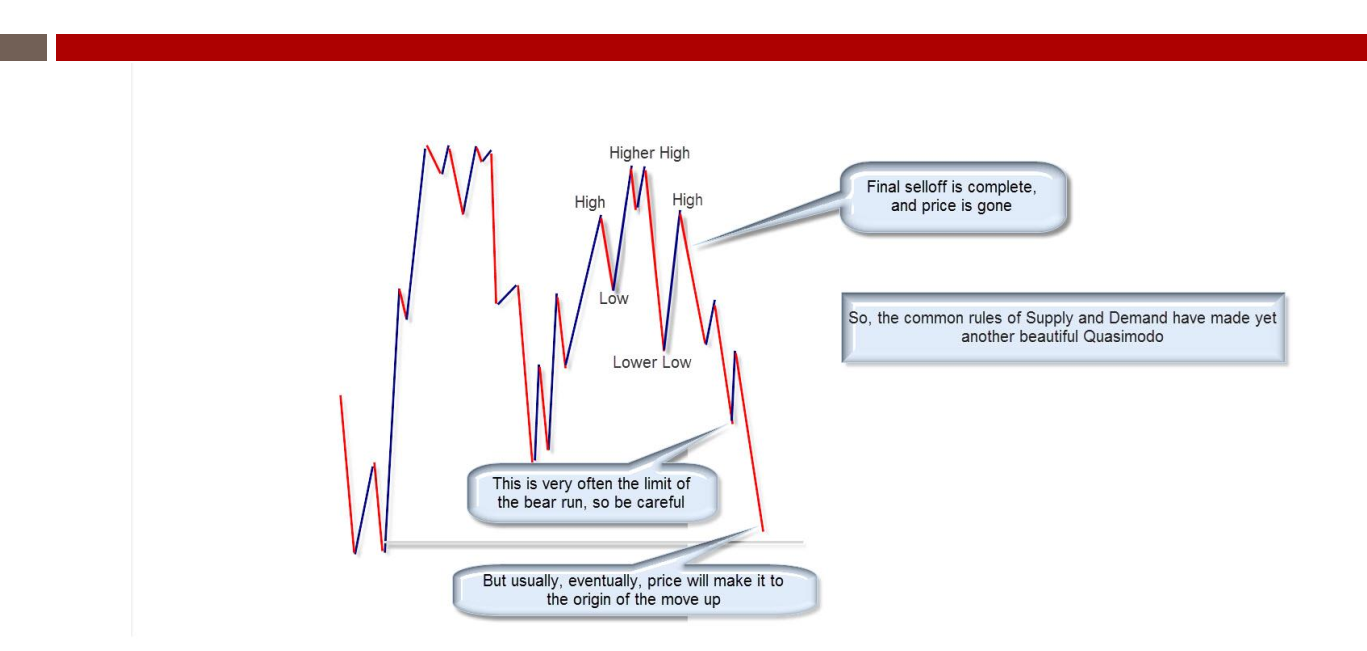 Higher High
High
High
Low
Lower Low
Final selloff is complete,
and price is gone
So, the common rules of Supply and Demand have made yet
another beautiful Quasimodo
This is very often the limit of
the bear run, so be careful
But usually, eventually, price will make it to
the origin of the move up